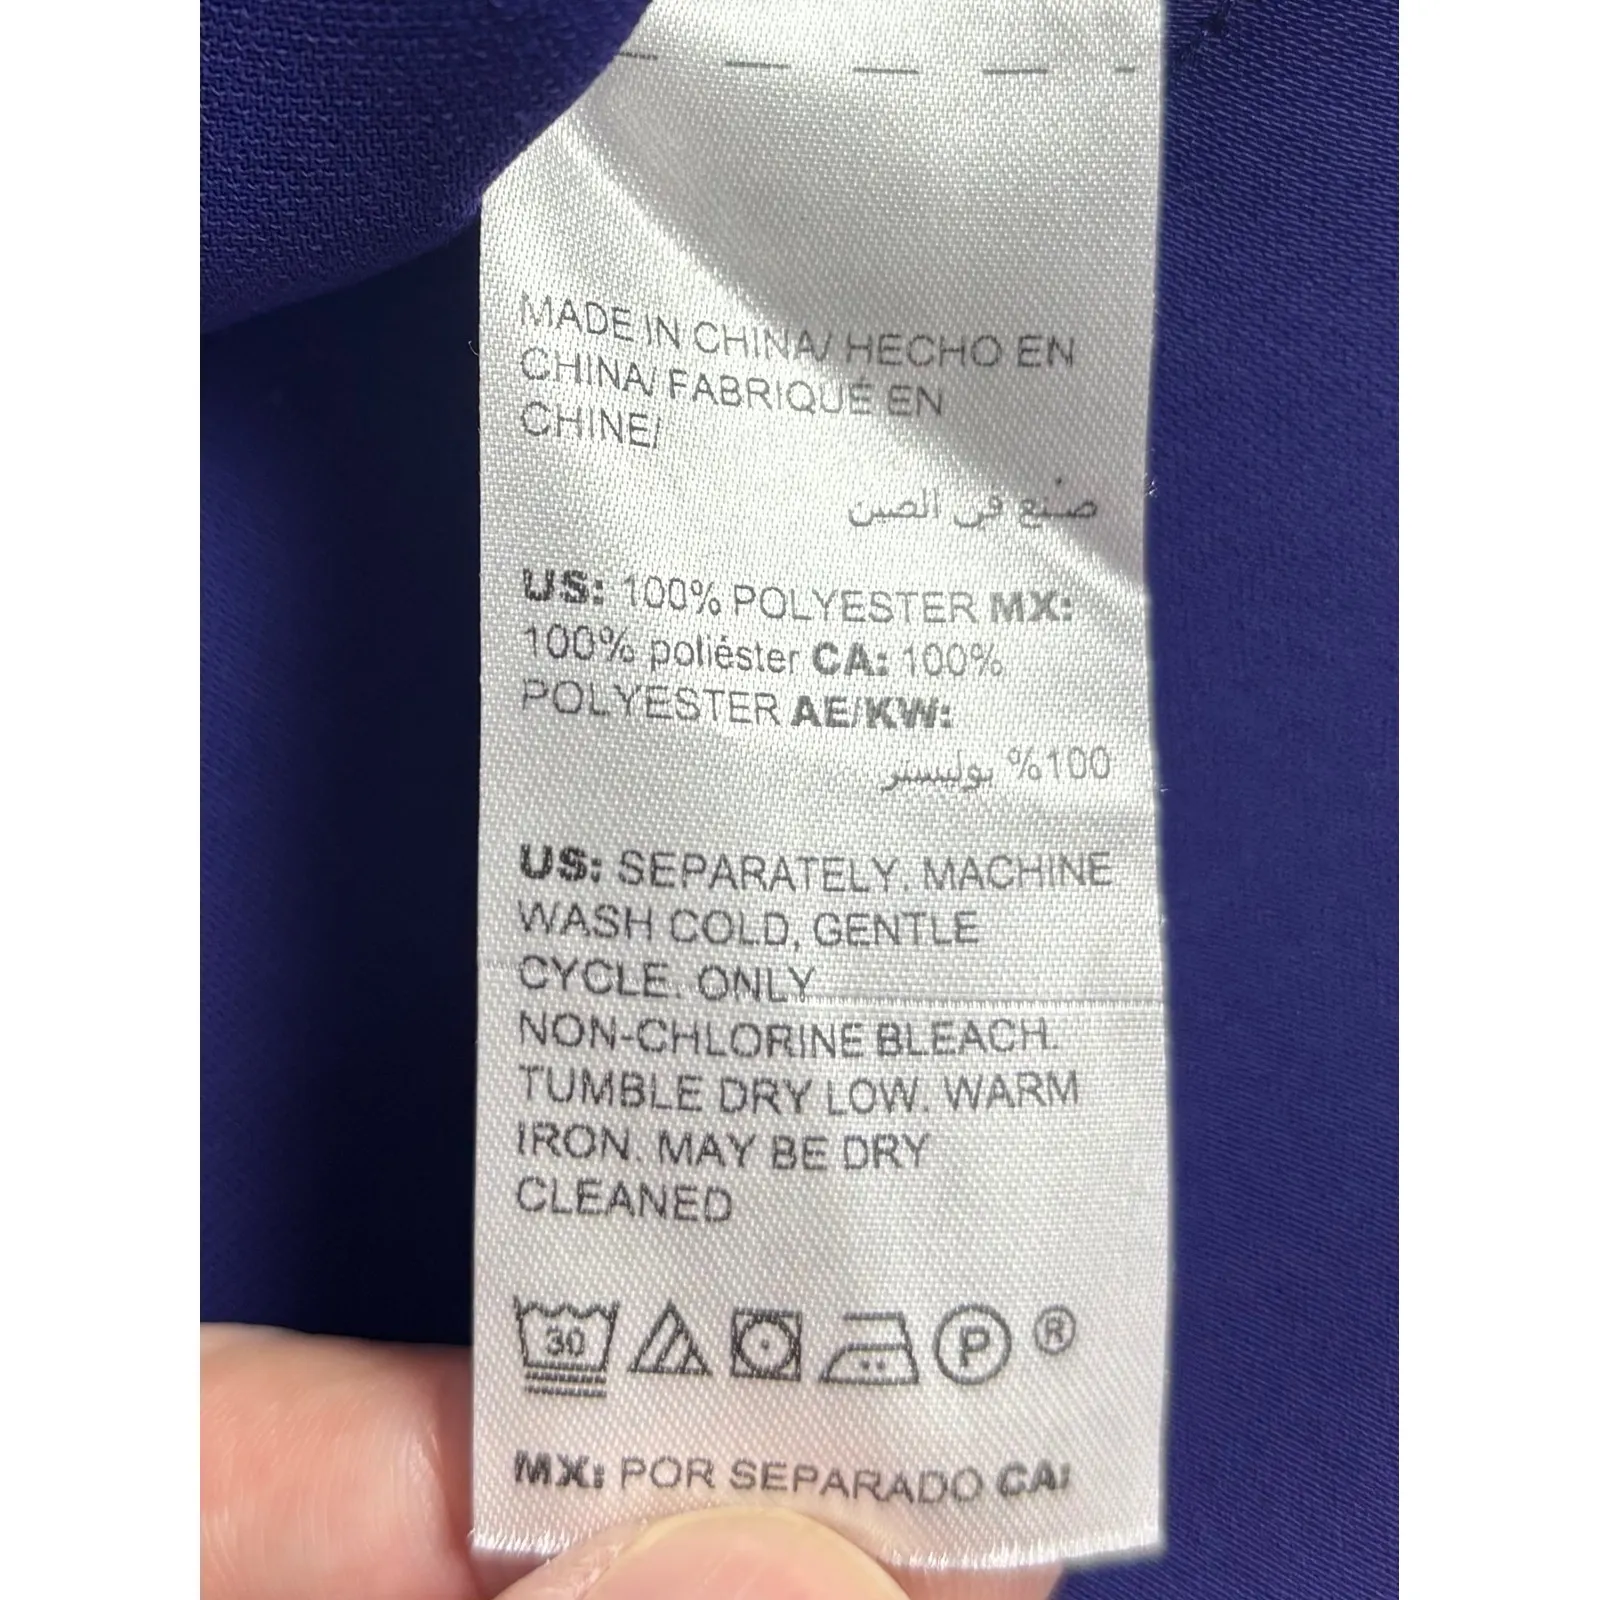 MADE IN CHINA/ HECHO EN
CHINA/ FABRIQUÉ EN
CHINE/
صنع في الصين
US: 100% POLYESTER MX:
100% poliéster CA: 100%
POLYESTER AE/KW:
100% بوليستر
US: SEPARATELY. MACHINE
WASH COLD, GENTLE
CYCLE. ONLY
NON-CHLORINE BLEACH.
TUMBLE DRY LOW. WARM
IRON. MAY BE DRY
CLEANED
30 P ®
MX: POR SEPARADO CA: